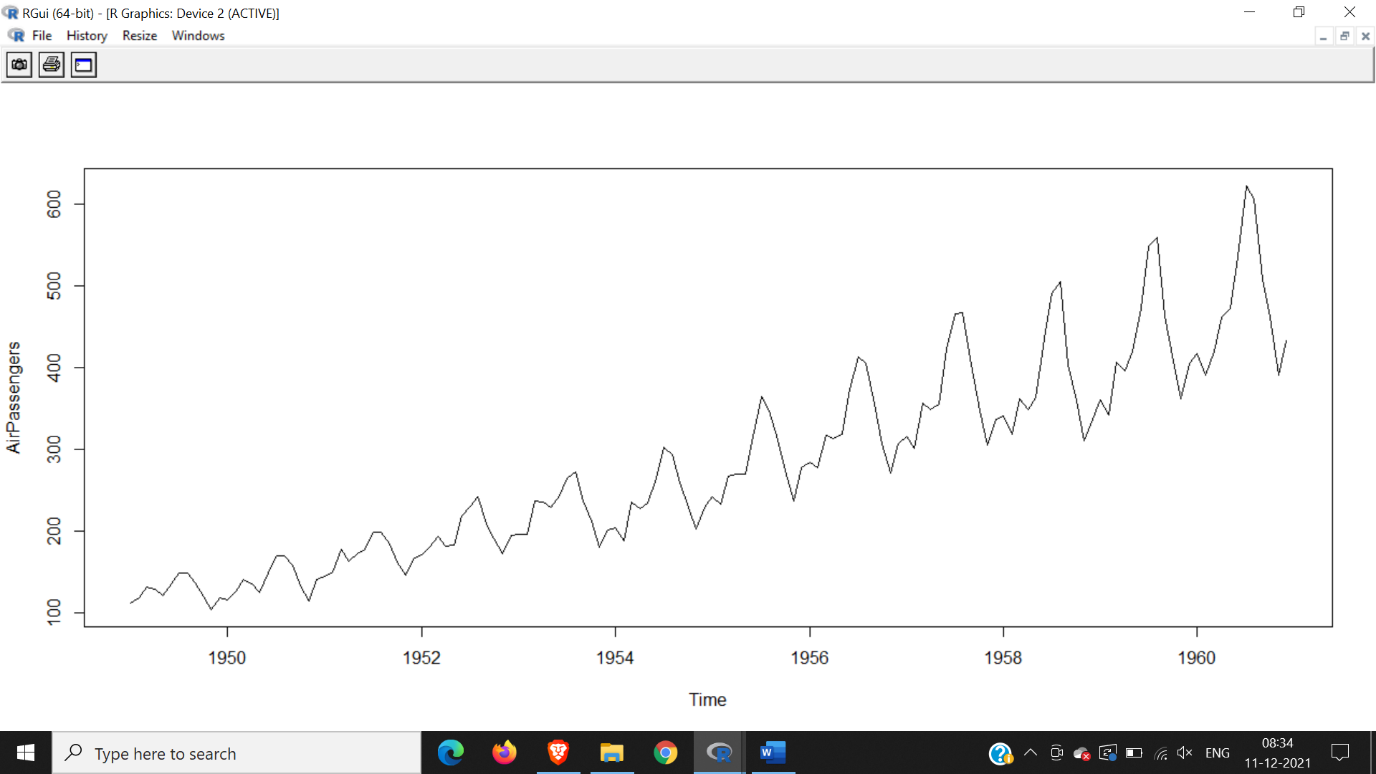 RGui (64-bit) - [R Graphics: Device 2 (ACTIVE)]
File History Resize Windows
600
500
400
300
200
100
AirPassengers
1950 1952 1954 1956 1958 1960
Time
Type here to search
W
ENG
08:34
11-12-2021